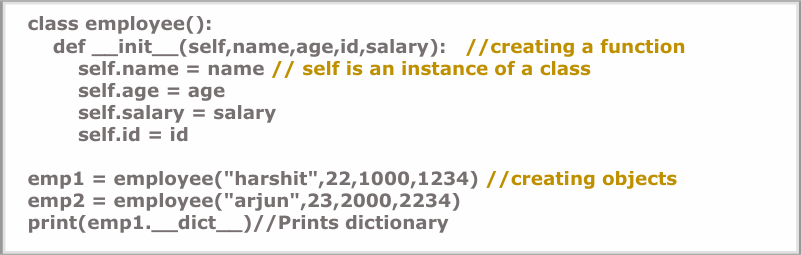 class employee():
    def __init__(self,name,age,id,salary):   //creating a function
        self.name = name // self is an instance of a class
        self.age = age
        self.salary = salary
        self.id = id

emp1 = employee("harshit",22,1000,1234) //creating objects
emp2 = employee("arjun",23,2000,2234)
print(emp1.__dict__)//Prints dictionary